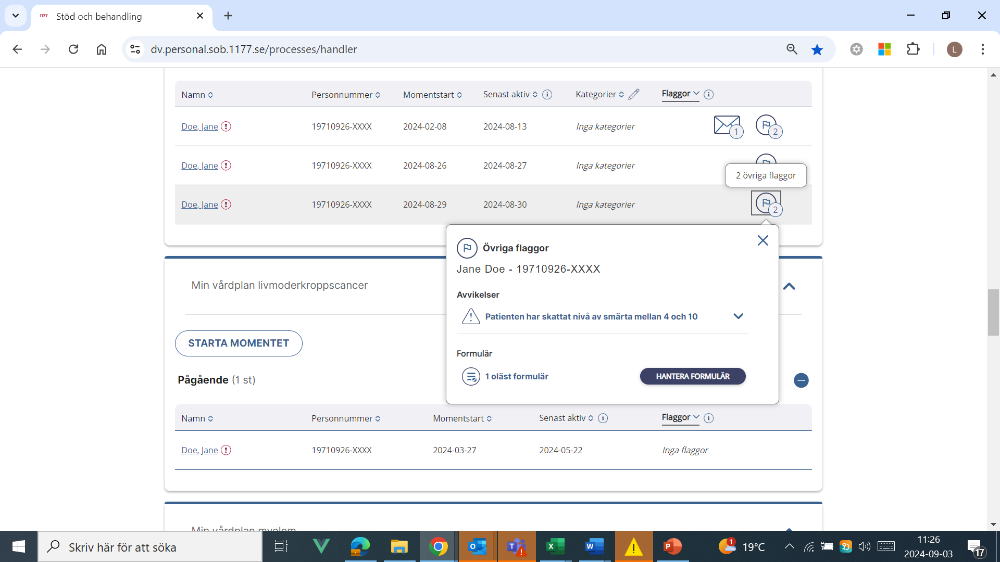 1177 Stöd och behandling
dv.personal.sob.1177.se/processes/handler
L
Namn Personnummer Momentstart Senast aktiv Kategorier Flaggor
Doe, Jane 19710926-XXXX 2024-02-08 2024-08-13 Inga kategorier 1 2
Doe, Jane 19710926-XXXX 2024-08-26 2024-08-27 Inga kategorier
2 övriga flaggor
Doe, Jane 19710926-XXXX 2024-08-29 2024-08-30 Inga kategorier 2
Övriga flaggor
Jane Doe - 19710926-XXXX
Avvikelser
Patienten har skattat nivå av smärta mellan 4 och 10
Formulär
1 oläst formulär HANTERA FORMULÄR
Min vårdplan livmoderkroppscancer
STARTA MOMENTET
Pågående (1 st)
Namn Personnummer Momentstart Senast aktiv Flaggor
Doe, Jane 19710926-XXXX 2024-03-27 2024-05-22 Inga flaggor
Min vårdplan myelom
Skriv här för att söka
1 19°C
11:26
2024-09-03
17